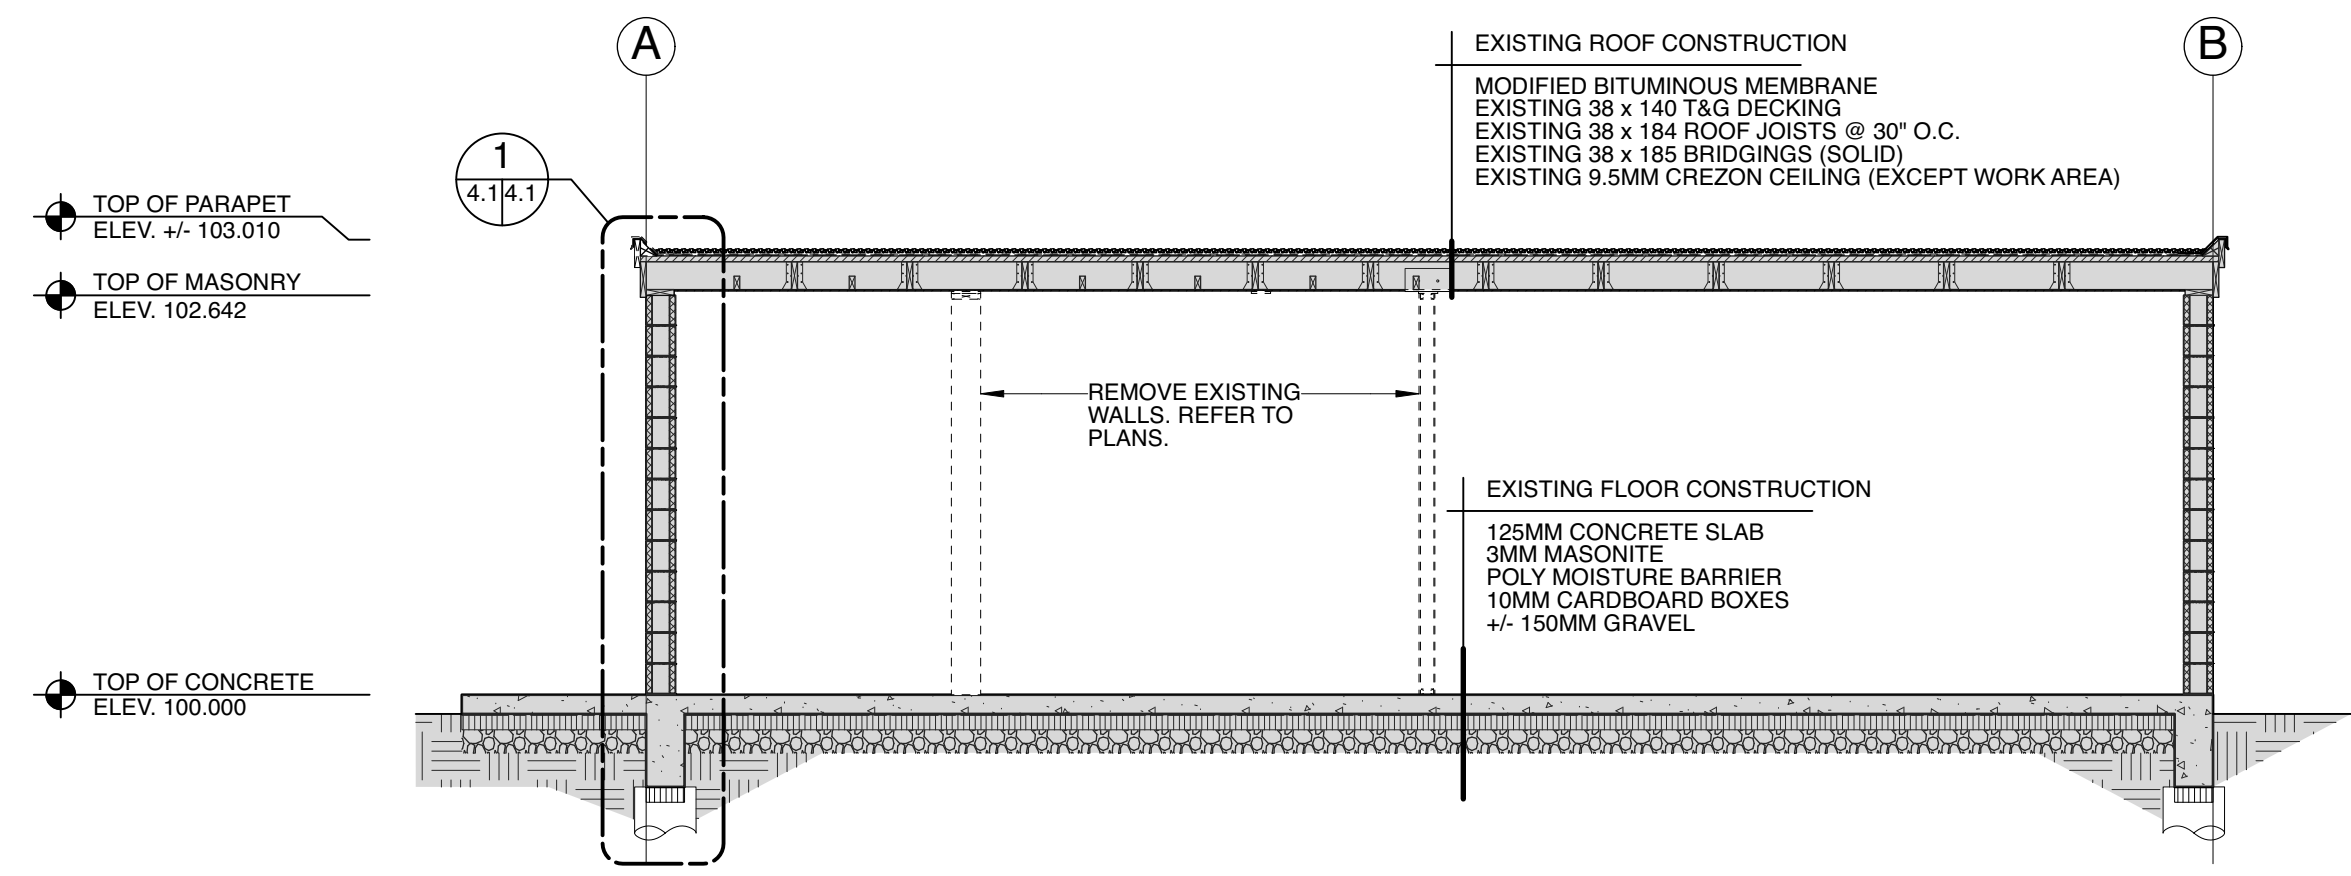 A
B
EXISTING ROOF CONSTRUCTION
MODIFIED BITUMINOUS MEMBRANE
EXISTING 38 x 140 T&G DECKING
EXISTING 38 x 184 ROOF JOISTS @ 30" O.C.
EXISTING 38 x 185 BRIDGINGS (SOLID)
EXISTING 9.5MM CREZON CEILING (EXCEPT WORK AREA)
1
4.1 4.1
TOP OF PARAPET
ELEV. +/- 103.010
TOP OF MASONRY
ELEV. 102.642
REMOVE EXISTING
WALLS. REFER TO
PLANS.
EXISTING FLOOR CONSTRUCTION
125MM CONCRETE SLAB
3MM MASONITE
POLY MOISTURE BARRIER
10MM CARDBOARD BOXES
+/- 150MM GRAVEL
TOP OF CONCRETE
ELEV. 100.000